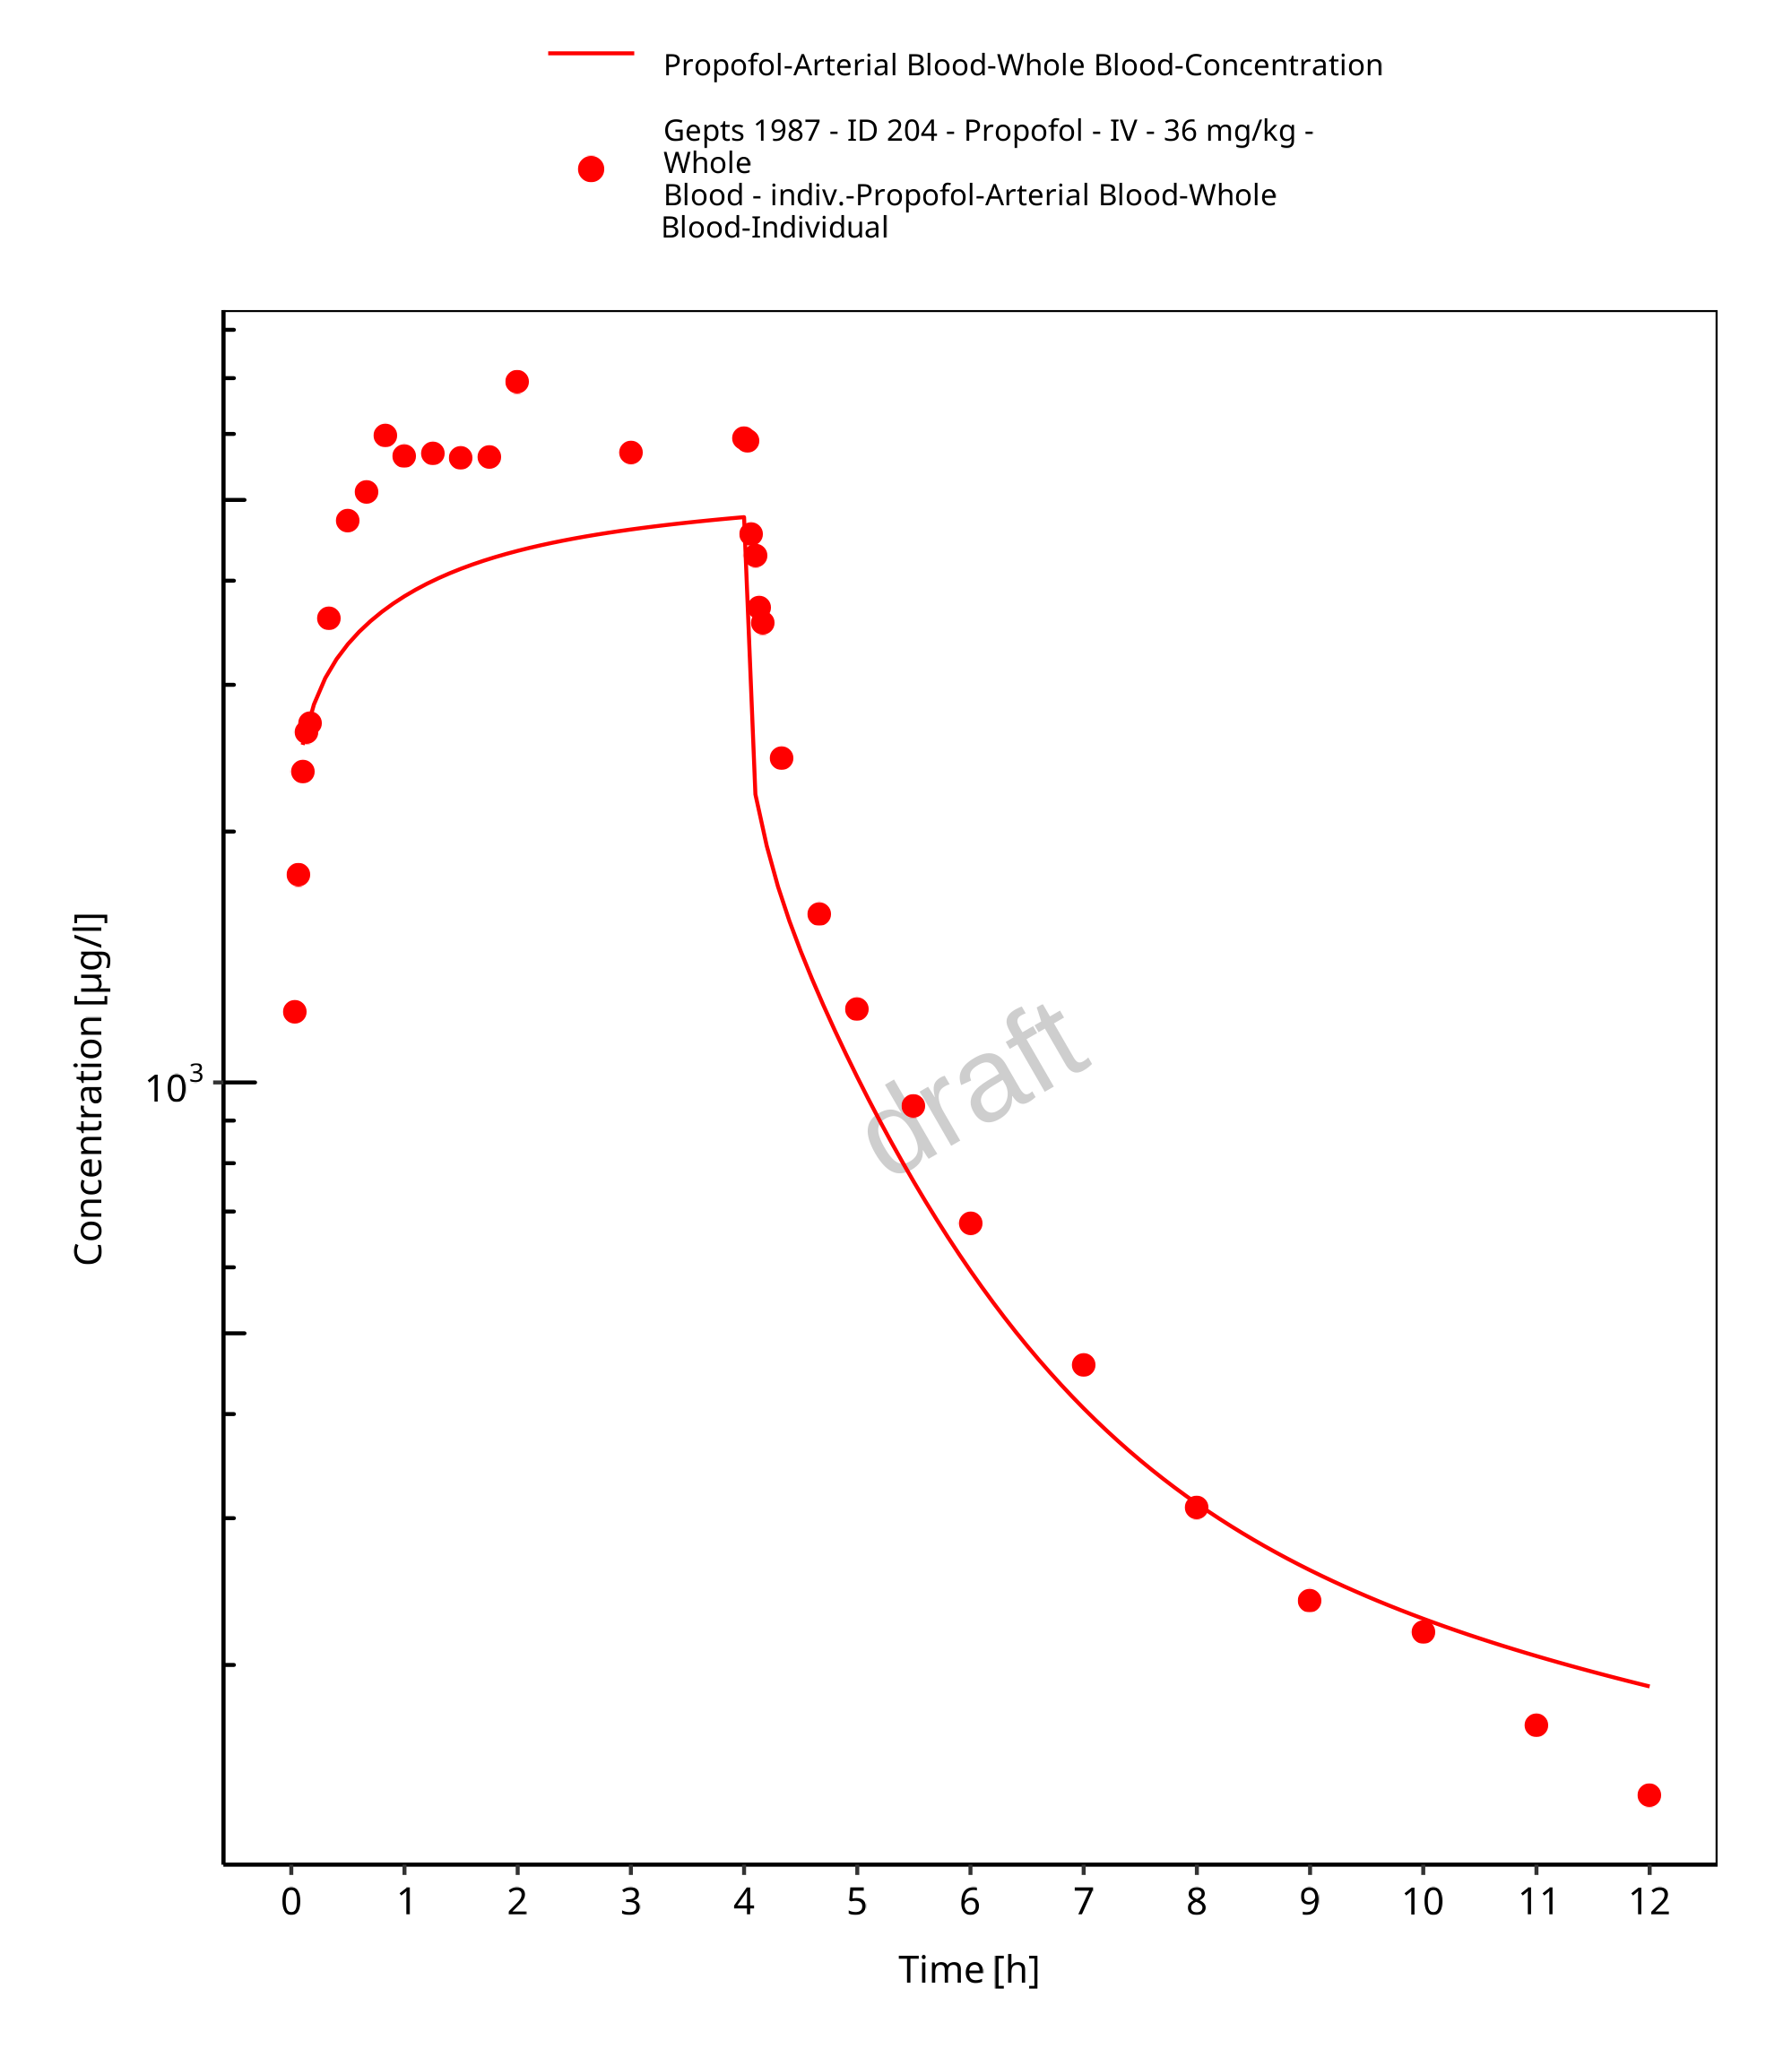 Propofol-Arterial Blood-Whole Blood-Concentration
Gepts 1987 - ID 204 - Propofol - IV - 36 mg/kg -
Whole
Blood - indiv.-Propofol-Arterial Blood-Whole
Blood-Individual
Concentration [µg/l]
10³
draft
0 1 2 3 4 5 6 7 8 9 10 11 12
Time [h]